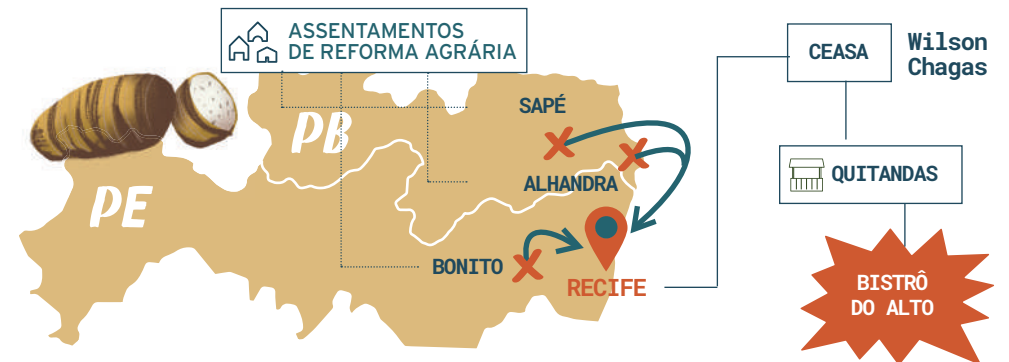 ASSENTAMENTOS
DE REFORMA AGRÁRIA
CEASA
Wilson
Chagas
SAPÉ
PB
ALHANDRA
QUITANDAS
PE
BONITO
RECIFE
BISTRÔ
DO ALTO